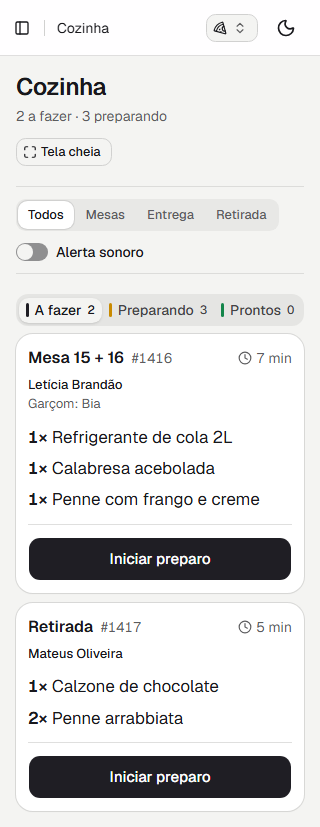 Cozinha
Cozinha
2 a fazer · 3 preparando
Tela cheia
Todos Mesas Entrega Retirada
Alerta sonoro
A fazer 2 Preparando 3 Prontos 0
Mesa 15 + 16 #1416 7 min
Letícia Brandão
Garçom: Bia
1× Refrigerante de cola 2L
1× Calabresa acebolada
1× Penne com frango e creme
Iniciar preparo
Retirada #1417 5 min
Mateus Oliveira
1× Calzone de chocolate
2× Penne arrabbiata
Iniciar preparo